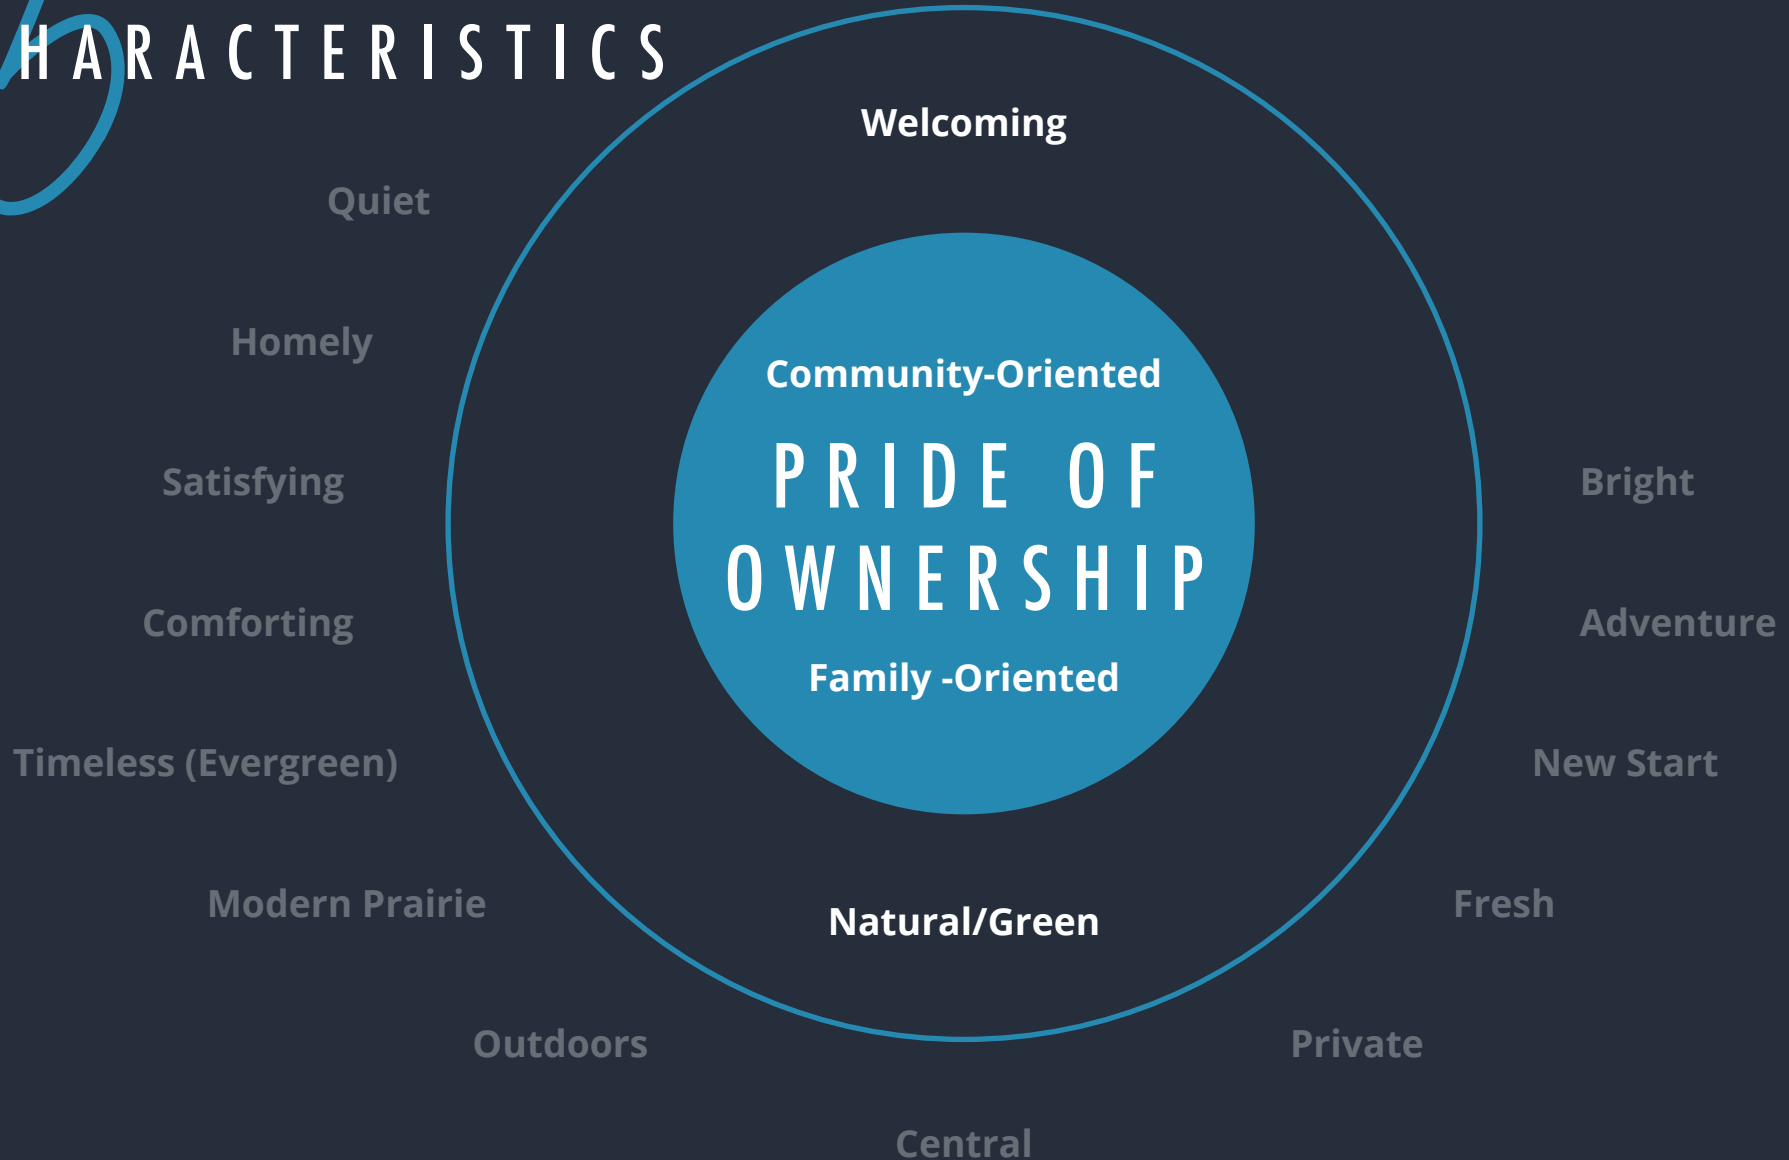 HARACTERISTICS
Welcoming
Quiet
Homely
Community-Oriented
PRIDE OF
OWNERSHIP
Satisfying
Bright
Comforting
Adventure
Family -Oriented
Timeless (Evergreen)
New Start
Modern Prairie
Natural/Green
Fresh
Outdoors
Private
Central